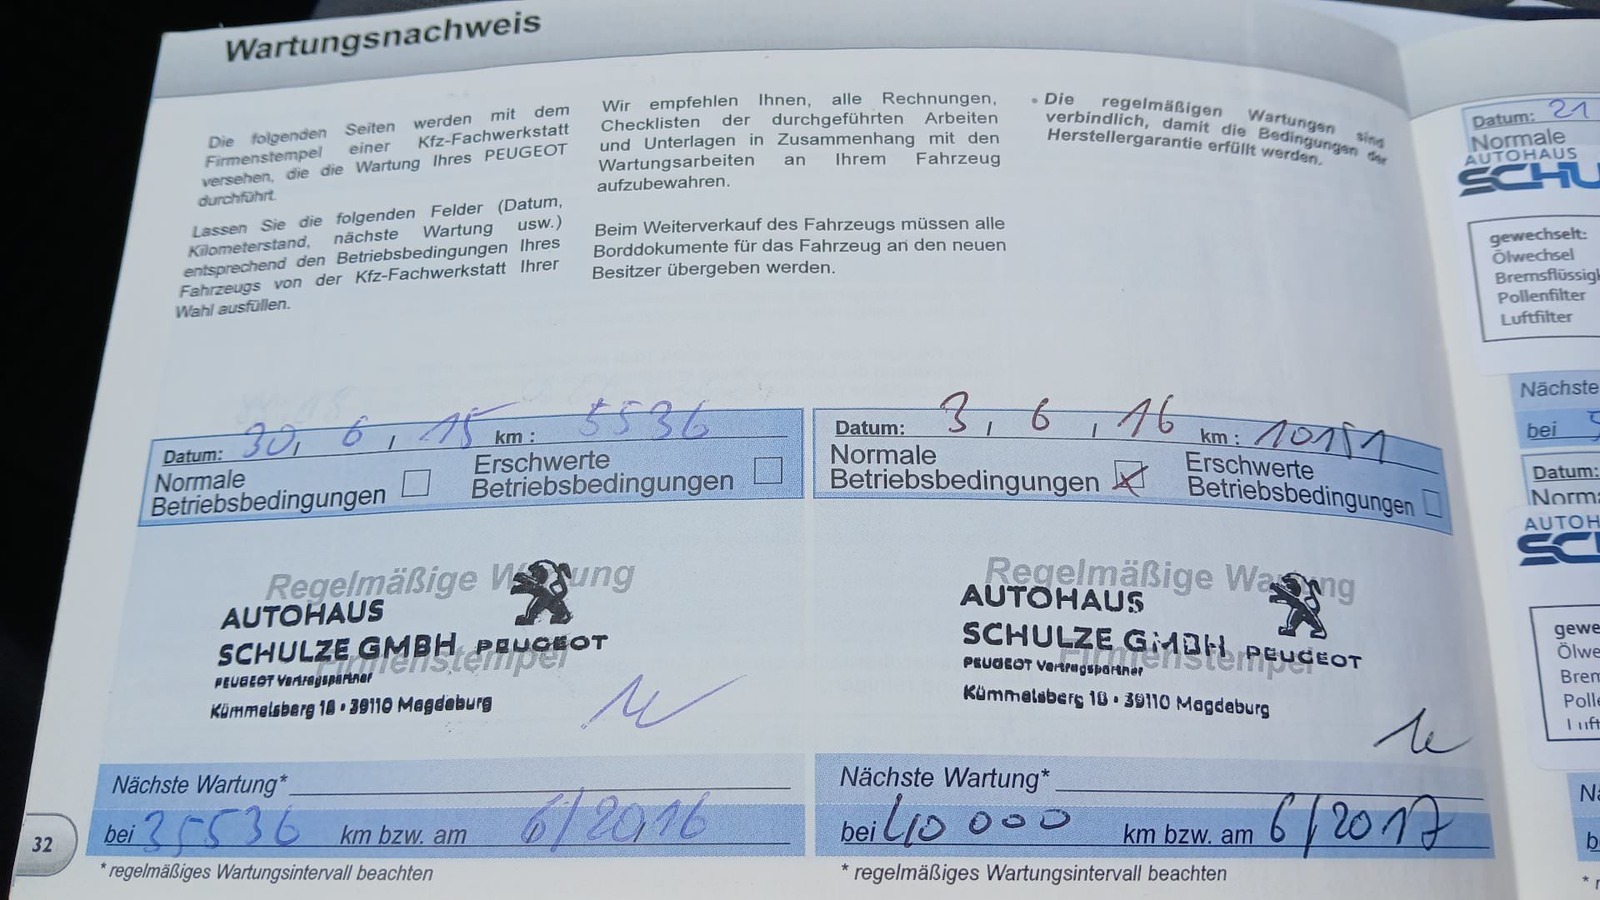 Wartungsnachweis
Die folgenden Seiten werden mit dem
Firmenstempel einer Kfz-Fachwerkstatt
versehen, die die Wartung Ihres PEUGEOT
durchführt.
Lassen Sie die folgenden Felder (Datum,
Kilometerstand, nächste Wartung usw.)
entsprechend den Betriebsbedingungen Ihres
Fahrzeugs von der Kfz-Fachwerkstatt Ihrer
Wahl ausfüllen.
Wir empfehlen Ihnen, alle Rechnungen,
Checklisten der durchgeführten Arbeiten
und Unterlagen in Zusammenhang mit den
Wartungsarbeiten an Ihrem Fahrzeug
aufzubewahren.
Beim Weiterverkauf des Fahrzeugs müssen alle
Borddokumente für das Fahrzeug an den neuen
Besitzer übergeben werden.
• Die regelmäßigen Wartungen sind
verbindlich, damit die Bedingungen der
Herstellergarantie erfüllt werden.
Datum: 30, 6, 15 km: 5536
Normale
Betriebsbedingungen
Erschwerte
Betriebsbedingungen
Regelmäßige Wartung
AUTOHAUS
SCHULZE GMBH PEUGEOT
Firmenstempel
PEUGEOT Vertragspartner
Kümmelsberg 18 • 39110 Magdeburg
Nächste Wartung*
bei 35536 km bzw. am 6/2016
* regelmäßiges Wartungsintervall beachten
32
Datum: 3, 6, 16 km: 10151
Normale
Betriebsbedingungen
Erschwerte
Betriebsbedingungen
Regelmäßige Wartung
AUTOHAUS
SCHULZE GMBH PEUGEOT
Firmenstempel
PEUGEOT Vertragspartner
Kümmelsberg 18 • 39110 Magdeburg
Nächste Wartung*
bei 40000 km bzw. am 6/2017
* regelmäßiges Wartungsintervall beachten
Datum: 21
Normale
AUTOHAUS
SCHU
gewechselt:
Ölwechsel
Bremsflüssigk
Pollenfilter
Luftfilter
Nächste
bei
Datum:
Norma
AUTOH
SC
gewe
Ölwe
Brem
Polle
Luft